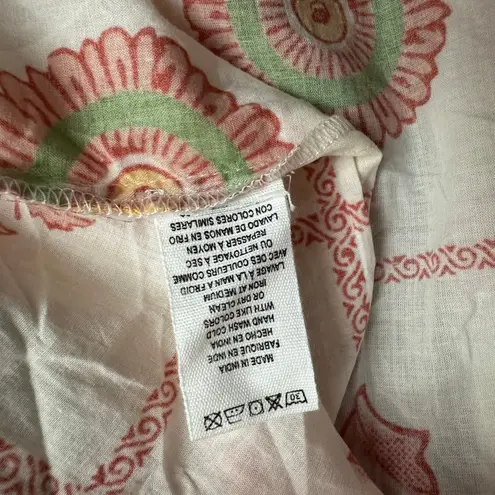 30
MADE IN INDIA
FABRIQUÉ EN INDE
HECHO EN INDIA
HAND WASH COLD
WITH LIKE COLORS
OR DRY CLEAN
IRON AT MEDIUM
LAVAGE À LA MAIN À FROID
AVEC DES COULEURS COMME
OU NETTOYAGE À SEC
REPASSER À MOYEN
LAVADO DE MANOS EN FRIO
CON COLORES SIMILARES